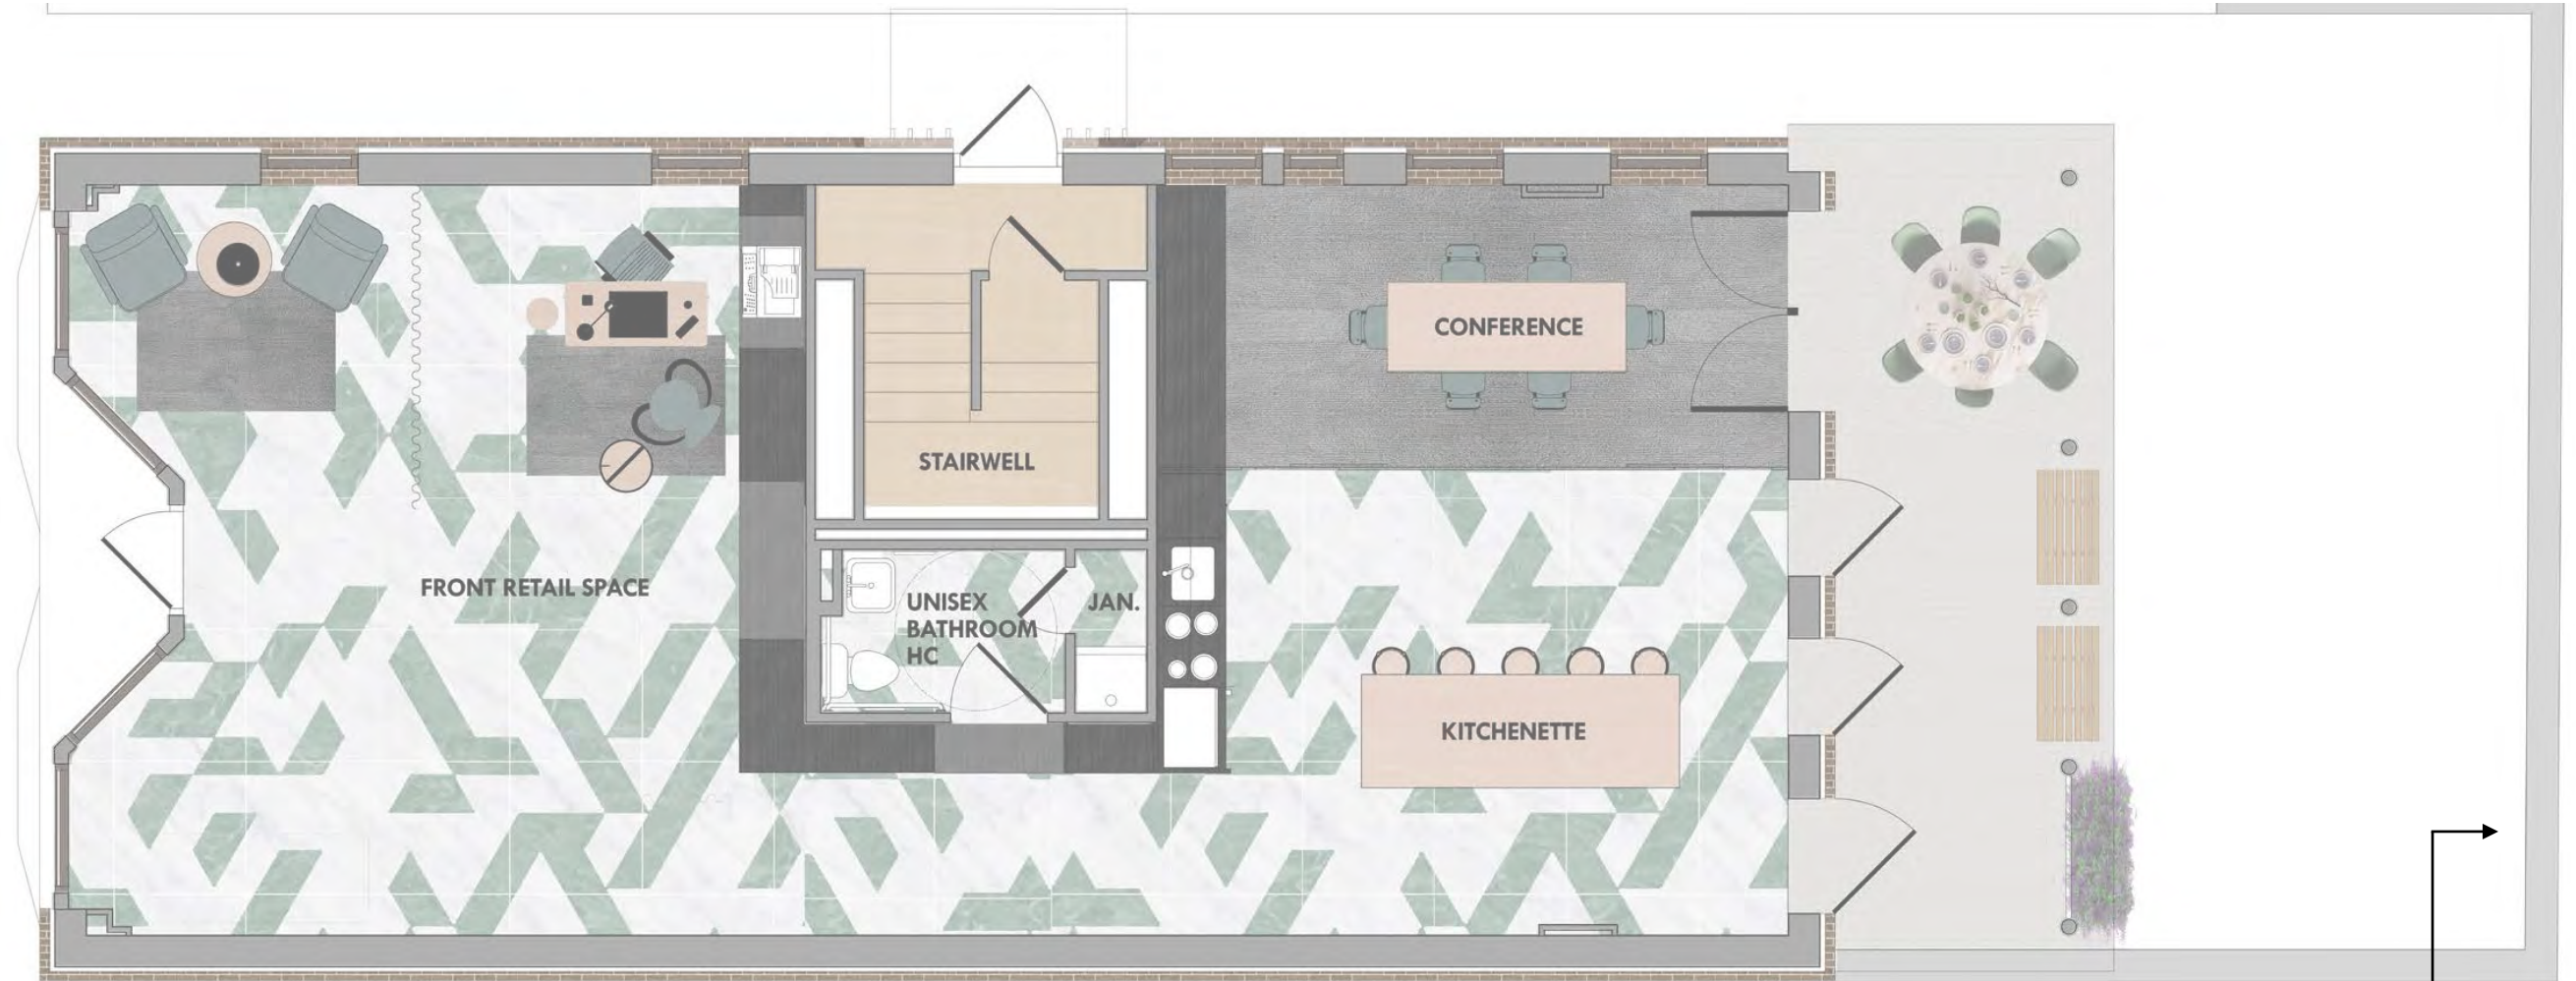 CONFERENCE
STAIRWELL
FRONT RETAIL SPACE
UNISEX
BATHROOM
HC
JAN.
KITCHENETTE